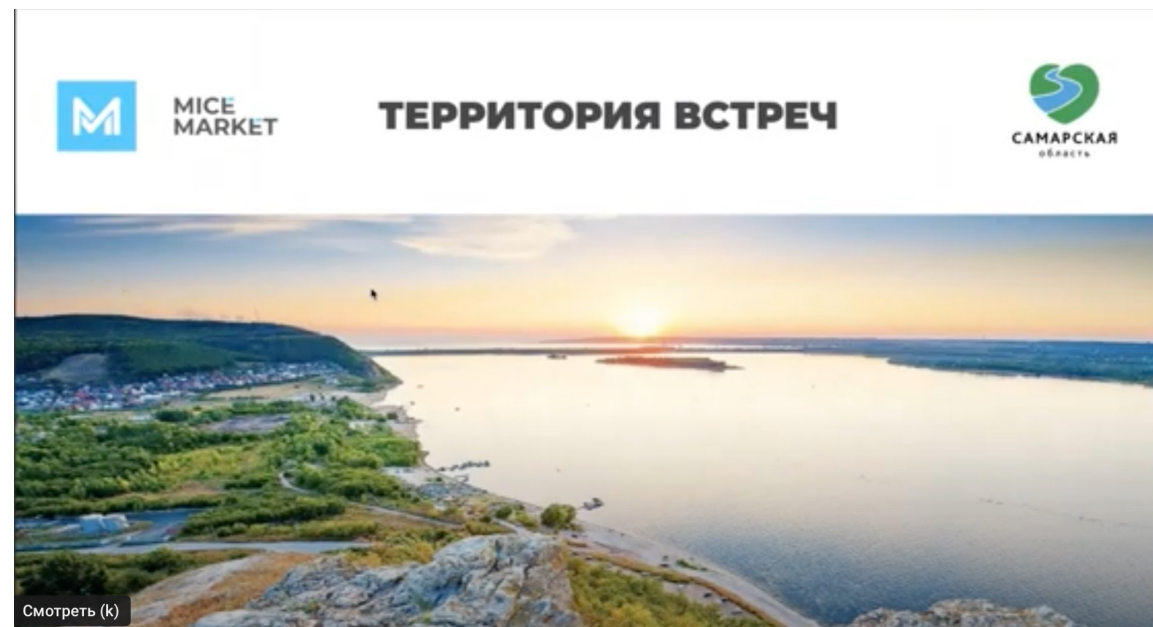 MICE
MARKET
ТЕРРИТОРИЯ ВСТРЕЧ
САМАРСКАЯ
область
Смотреть (k)